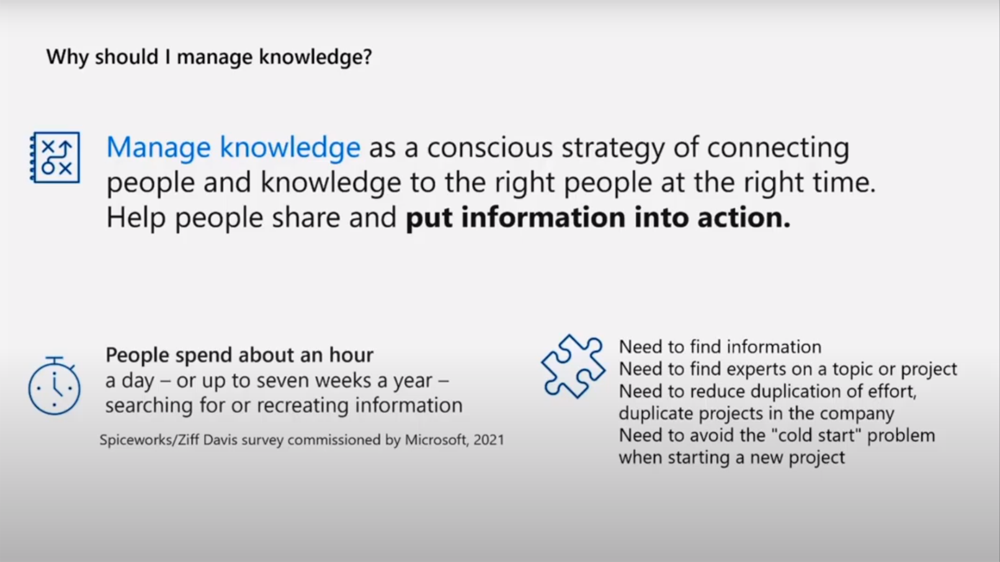 Why should I manage knowledge?
Manage knowledge as a conscious strategy of connecting
people and knowledge to the right people at the right time.
Help people share and put information into action.
People spend about an hour
a day – or up to seven weeks a year –
searching for or recreating information
Spiceworks/Ziff Davis survey commissioned by Microsoft, 2021
Need to find information
Need to find experts on a topic or project
Need to reduce duplication of effort,
duplicate projects in the company
Need to avoid the "cold start" problem
when starting a new project